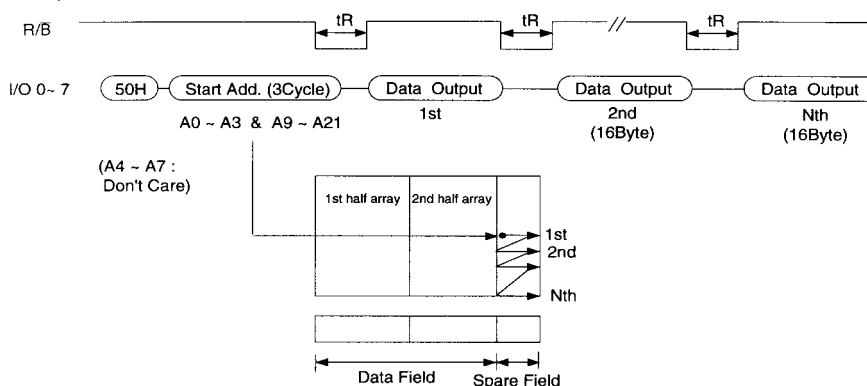 tR tR tR
R/B̅
I/O 0~ 7 50H Start Add. (3Cycle) Data Output Data Output Data Output
A0 ~ A3 & A9 ~ A21 1st 2nd Nth
(16Byte) (16Byte)
(A4 ~ A7 :
Don't Care)
1st half array 2nd half array
1st
2nd
Nth
Data Field Spare Field